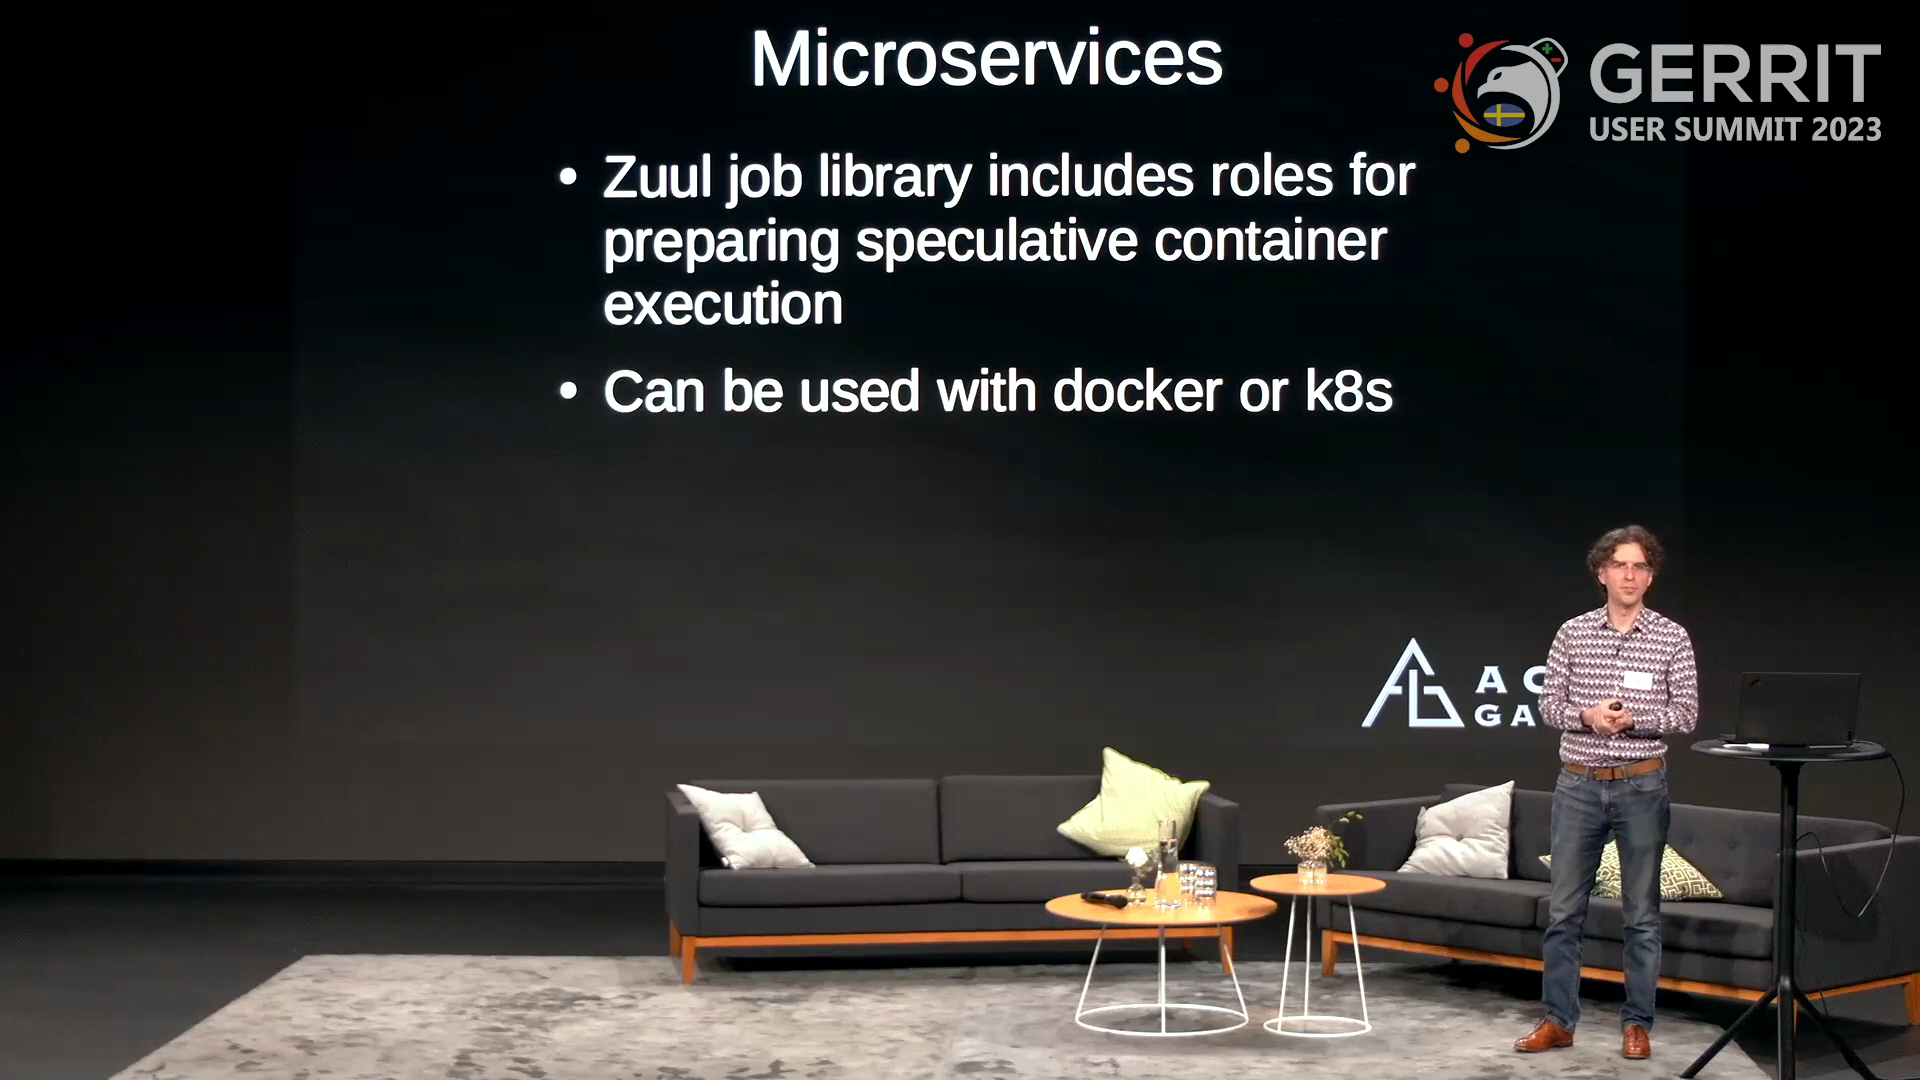 Microservices
GERRIT
USER SUMMIT 2023
• Zuul job library includes roles for
preparing speculative container
execution
• Can be used with docker or k8s